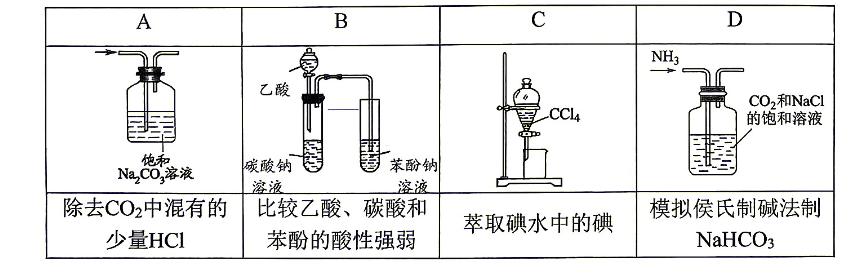 A
B
C
D
饱和
Na₂CO₃溶液
乙酸
碳酸钠
溶液
苯酚钠
溶液
CCl₄
NH₃
CO₂和NaCl
的饱和溶液
除去CO₂中混有的
少量HCl
比较乙酸、碳酸和
苯酚的酸性强弱
萃取碘水中的碘
模拟侯氏制碱法制
NaHCO₃